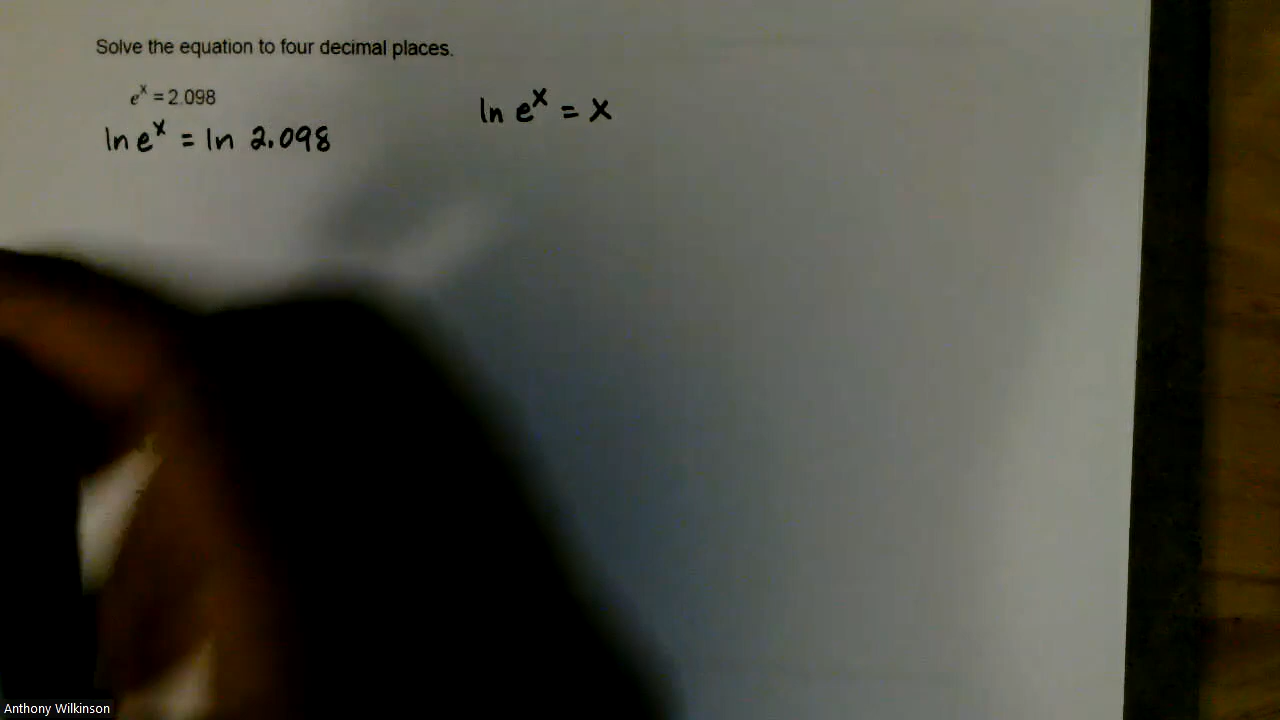 Solve the equation to four decimal places.
e^x = 2.098
ln e^x = x
ln e^x = ln 2.098
Anthony Wilkinson